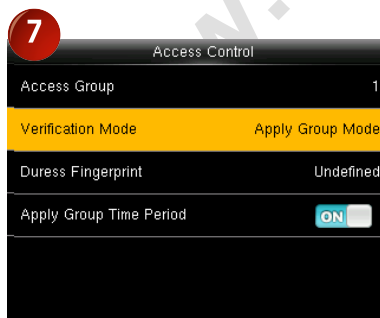 7
Access Control
Access Group 1
Verification Mode Apply Group Mode
Duress Fingerprint Undefined
Apply Group Time Period ON